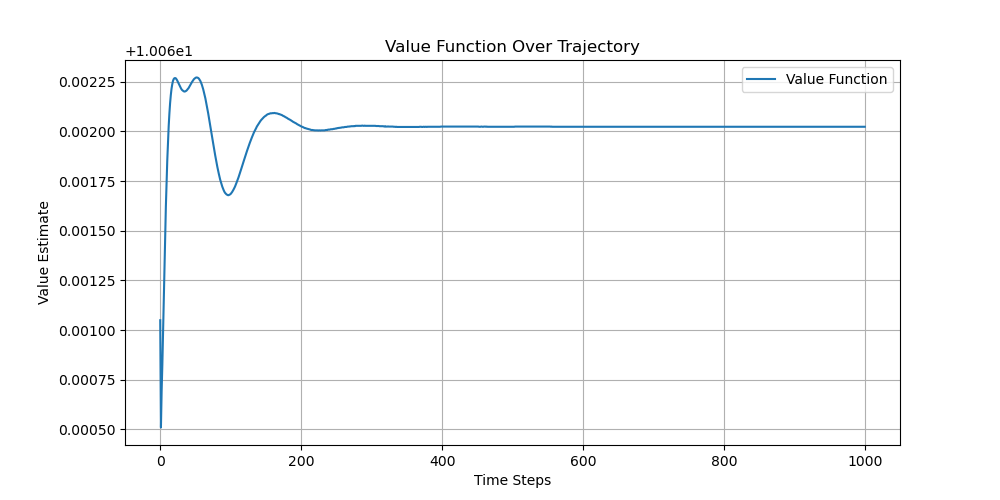 Value Function Over Trajectory
+1.006e1
Value Function
0.00225
0.00200
0.00175
0.00150
0.00125
0.00100
0.00075
0.00050
Value Estimate
0 200 400 600 800 1000
Time Steps